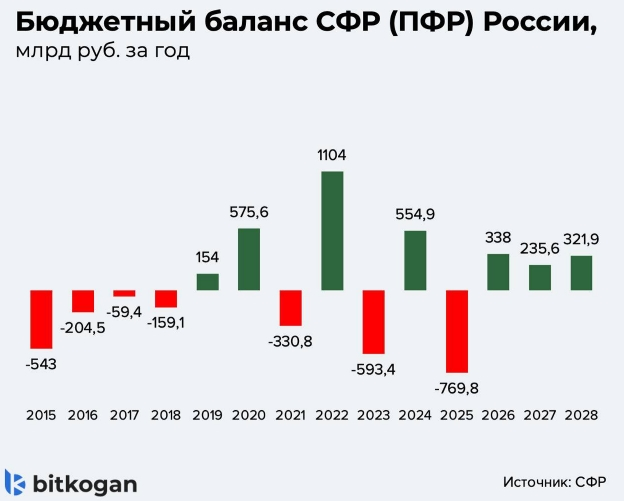 Бюджетный баланс СФР (ПФР) России,
млрд руб. за год
1104
575,6
554,9
338
321,9
235,6
154
-59,4
-159,1
-204,5
-330,8
-543
-593,4
-769,8
2015 2016 2017 2018 2019 2020 2021 2022 2023 2024 2025 2026 2027 2028
bitkogan
Источник: СФР